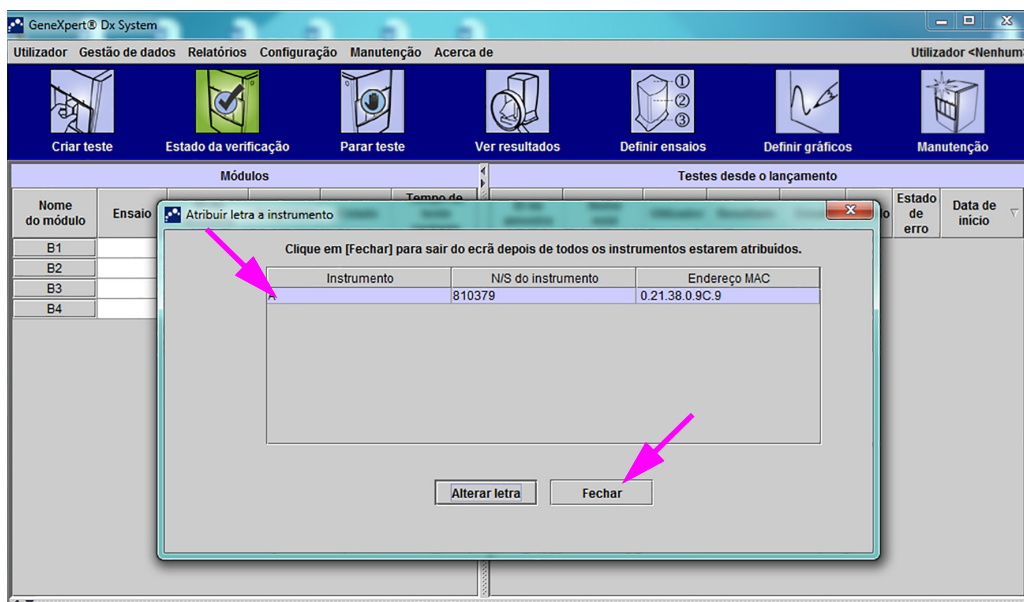 GeneXpert® Dx System
Utilizador Gestão de dados Relatórios Configuração Manutenção Acerca de Utilizador <Nenhum>
① ② ③
Criar teste Estado da verificação Parar teste Ver resultados Definir ensaios Definir gráficos Manutenção
Módulos Testes desde o lançamento
Nome do módulo Ensaio Tempo de Estado de erro Data de início
Atribuir letra a instrumento
Clique em [Fechar] para sair do ecrã depois de todos os instrumentos estarem atribuídos.
Instrumento N/S do instrumento Endereço MAC
A 810379 0.21.38.0.9C.9
B1
B2
B3
B4
Alterar letra Fechar